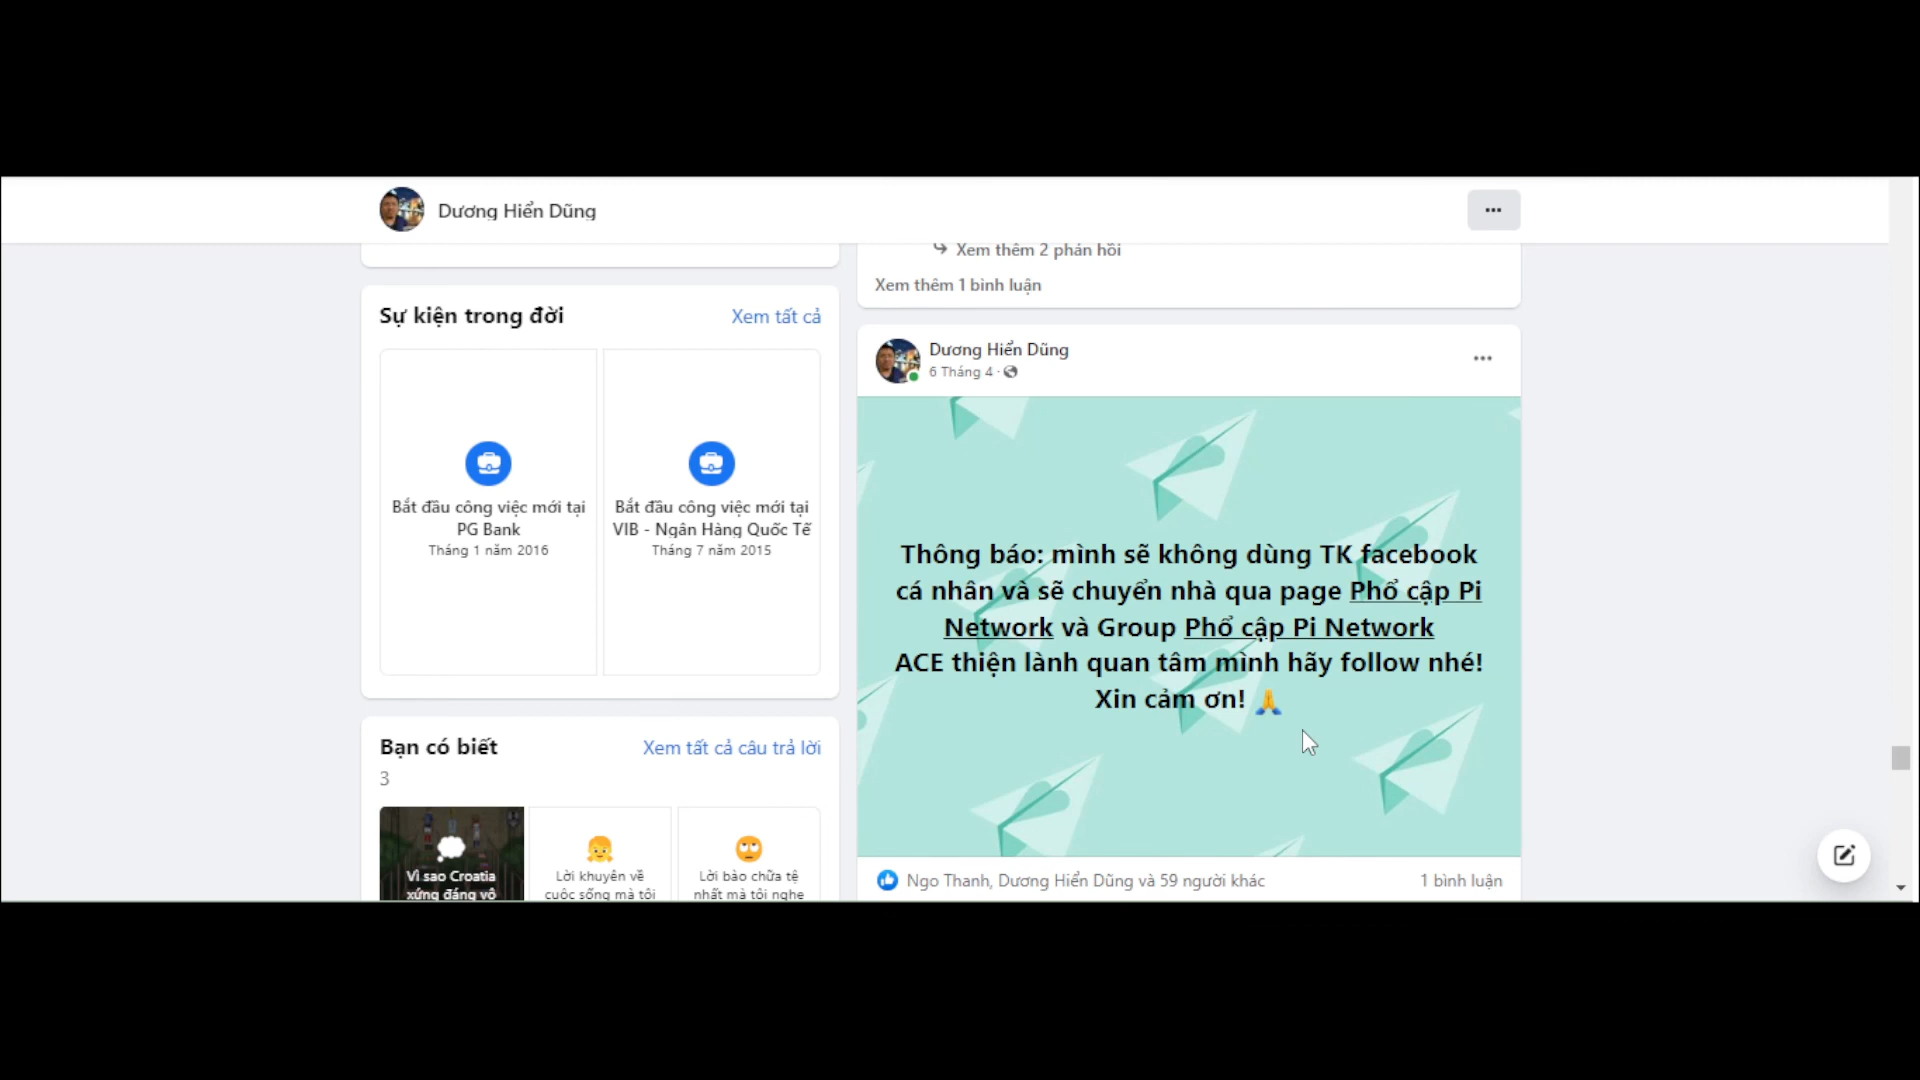 Dương Hiển Dũng
Xem thêm 2 phản hồi
Xem thêm 1 bình luận
Sự kiện trong đời
Xem tất cả
Bắt đầu công việc mới tại
PG Bank
Tháng 1 năm 2016
Bắt đầu công việc mới tại
VIB - Ngân Hàng Quốc Tế
Tháng 7 năm 2015
Bạn có biết
Xem tất cả câu trả lời
3
Vì sao Croatia
xứng đáng vô
Lời khuyên về
cuộc sống mà tôi
Lời bào chữa tệ
nhất mà tôi nghe
Dương Hiển Dũng
6 Tháng 4 ·
Thông báo: mình sẽ không dùng TK facebook
cá nhân và sẽ chuyển nhà qua page Phổ cập Pi
Network và Group Phổ cập Pi Network
ACE thiện lành quan tâm mình hãy follow nhé!
Xin cảm ơn! 🙏
Ngo Thanh, Dương Hiển Dũng và 59 người khác
1 bình luận